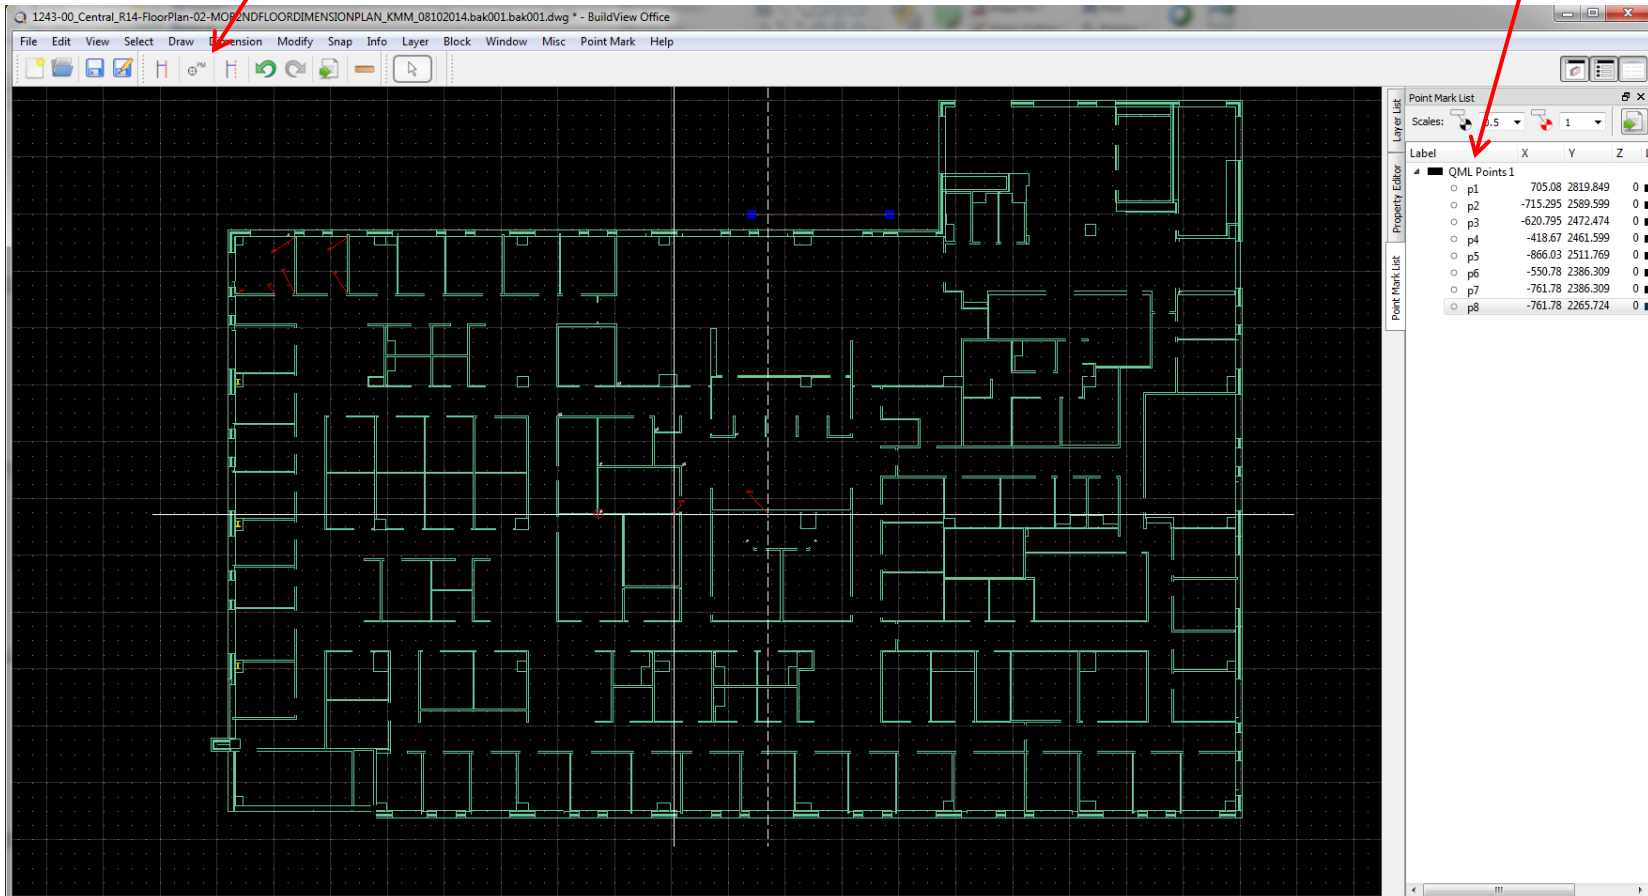 1243-00_Central_R14-FloorPlan-02-MOB2NDFLOORDIMENSIONPLAN_KMM_08102014.bak001.bak001.dwg * - BuildView Office
File Edit View Select Draw Dimension Modify Snap Info Layer Block Window Misc Point Mark Help
PM
Layer List
Property Editor
Point Mark List
Point Mark List
Scales: 0.5 1
Label X Y Z
QML Points 1
p1 705.08 2819.849 0
p2 -715.295 2589.599 0
p3 -620.795 2472.474 0
p4 -418.67 2461.599 0
p5 -866.03 2511.769 0
p6 -550.78 2386.309 0
p7 -761.78 2386.309 0
p8 -761.78 2265.724 0